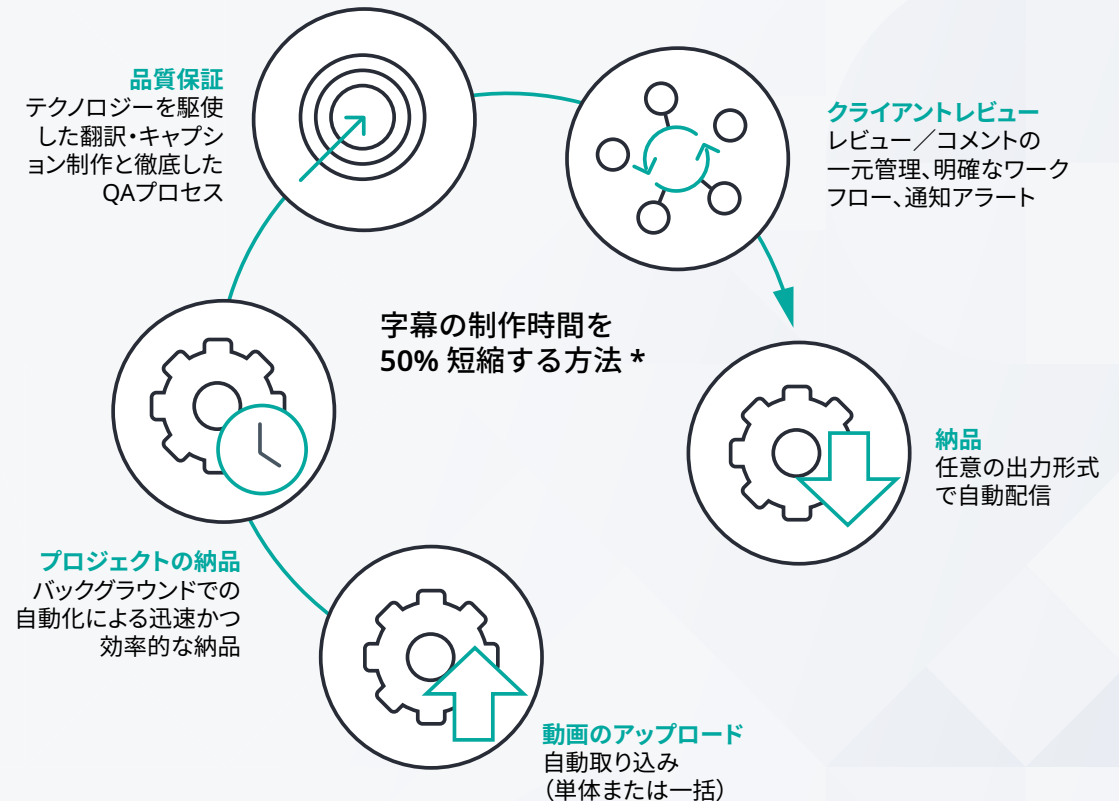 品質保証
テクノロジーを駆使
した翻訳・キャプシ
ョン制作と徹底した
QAプロセス
クライアントレビュー
レビュー／コメントの
一元管理、明確なワーク
フロー、通知アラート
字幕の制作時間を
50% 短縮する方法 *
納品
任意の出力形式
で自動配信
プロジェクトの納品
バックグラウンドでの
自動化による迅速かつ
効率的な納品
動画のアップロード
自動取り込み
（単体または一括）